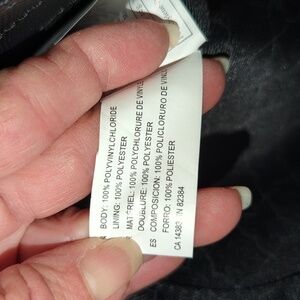 BODY: 100% POLYVINYLCHLORIDE
LINING: 100% POLYESTER
MATÉRIEL: 100% POLYCHLORURE DE VINYLE
DOUBLURE: 100% POLYESTER
ES COMPOSICION: 100% POLICLORURO DE VINILO
FORRO: 100% POLIESTER
CA 14383 RN 82384